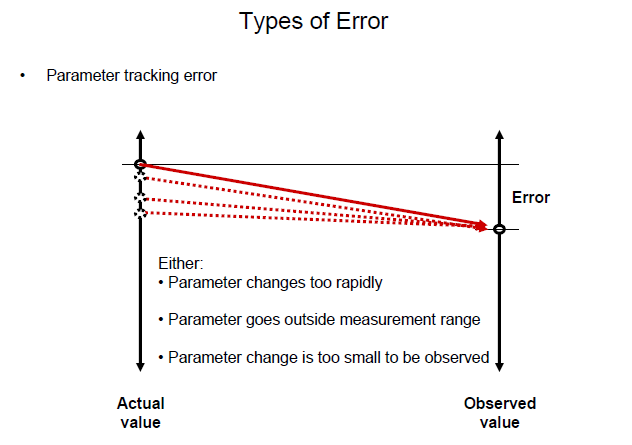 Types of Error
• Parameter tracking error
Error
Either:
• Parameter changes too rapidly
• Parameter goes outside measurement range
• Parameter change is too small to be observed
Actual
value
Observed
value